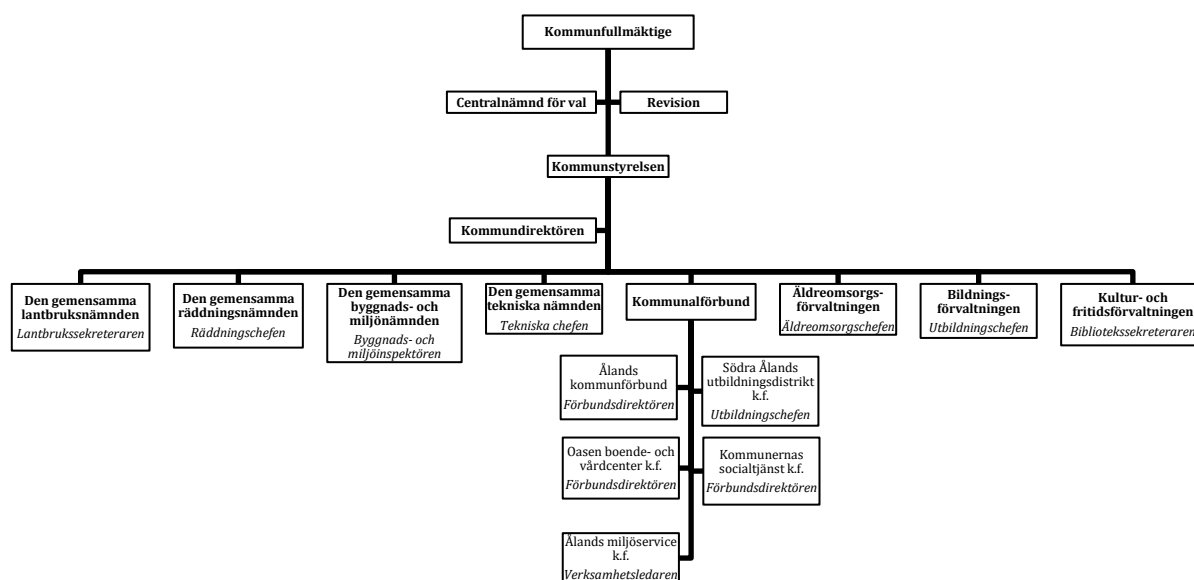 Kommunfullmäktige
Centralnämnd för val
Revision
Kommunstyrelsen
Kommundirektören
Den gemensamma
lantbruksnämnden
Lantbrukssekreteraren
Den gemensamma
räddningsnämnden
Räddningschefen
Den gemensamma
byggnads- och
miljönämnden
Byggnads- och
miljöinspektören
Den gemensamma
tekniska nämnden
Tekniska chefen
Kommunalförbund
Äldreomsorgs-
förvaltningen
Äldreomsorgschefen
Bildnings-
förvaltningen
Utbildningschefen
Kultur- och
fritidsförvaltningen
Bibliotekssekreteraren
Ålands
kommunförbund
Förbundsdirektören
Södra Ålands
utbildningsdistrikt
k.f.
Utbildningschefen
Oasen boende- och
vårdcenter k.f.
Förbundsdirektören
Kommunernas
socialtjänst k.f.
Förbundsdirektören
Ålands miljöservice
k.f.
Verksamhetsledaren